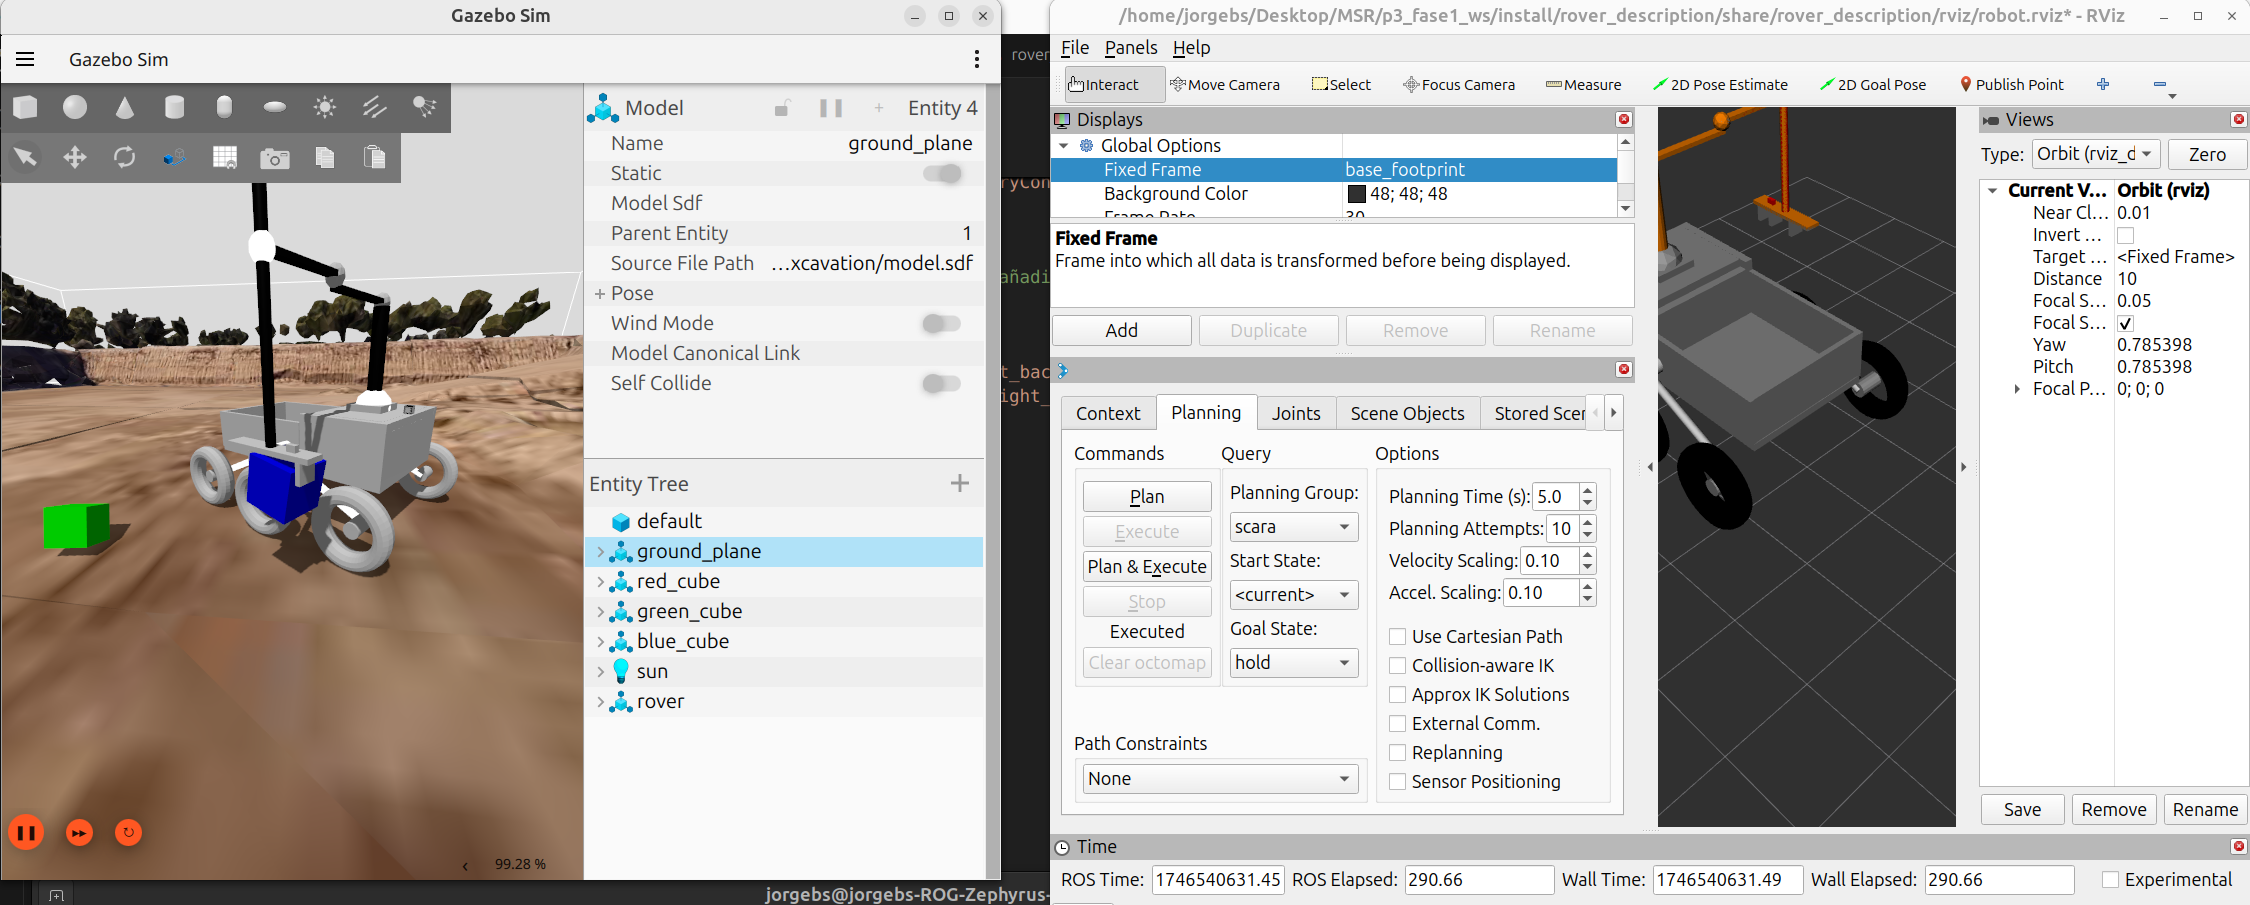 Gazebo Sim
Gazebo Sim
Model
Entity 4
Name
ground_plane
Static
Model Sdf
Parent Entity
1
Source File Path
...xcavation/model.sdf
Pose
Wind Mode
Model Canonical Link
Self Collide
Entity Tree
default
ground_plane
red_cube
green_cube
blue_cube
sun
rover
99.28 %
rover
ryCon
añadi
t_bac
ight_
jorgebs@jorgebs-ROG-Zephyrus-
/home/jorgebs/Desktop/MSR/p3_fase1_ws/install/rover_description/share/rover_description/rviz/robot.rviz* - RViz
File Panels Help
Interact Move Camera Select Focus Camera Measure 2D Pose Estimate 2D Goal Pose Publish Point
Displays
Global Options
Fixed Frame base_footprint
Background Color 48; 48; 48
Frame Rate 30
Fixed Frame
Frame into which all data is transformed before being displayed.
Add Duplicate Remove Rename
Context Planning Joints Scene Objects Stored Scen
Commands
Plan
Execute
Plan & Execute
Stop
Executed
Clear octomap
Query
Planning Group:
scara
Start State:
<current>
Goal State:
hold
Options
Planning Time (s): 5.0
Planning Attempts: 10
Velocity Scaling: 0.10
Accel. Scaling: 0.10
Use Cartesian Path
Collision-aware IK
Approx IK Solutions
External Comm.
Replanning
Sensor Positioning
Path Constraints
None
Views
Type: Orbit (rviz_d Zero
Current V... Orbit (rviz)
Near Cl... 0.01
Invert ...
Target ... <Fixed Frame>
Distance 10
Focal S... 0.05
Focal S...
Yaw 0.785398
Pitch 0.785398
Focal P... 0; 0; 0
Save Remove Rename
Time
ROS Time: 1746540631.45 ROS Elapsed: 290.66 Wall Time: 1746540631.49 Wall Elapsed: 290.66 Experimental